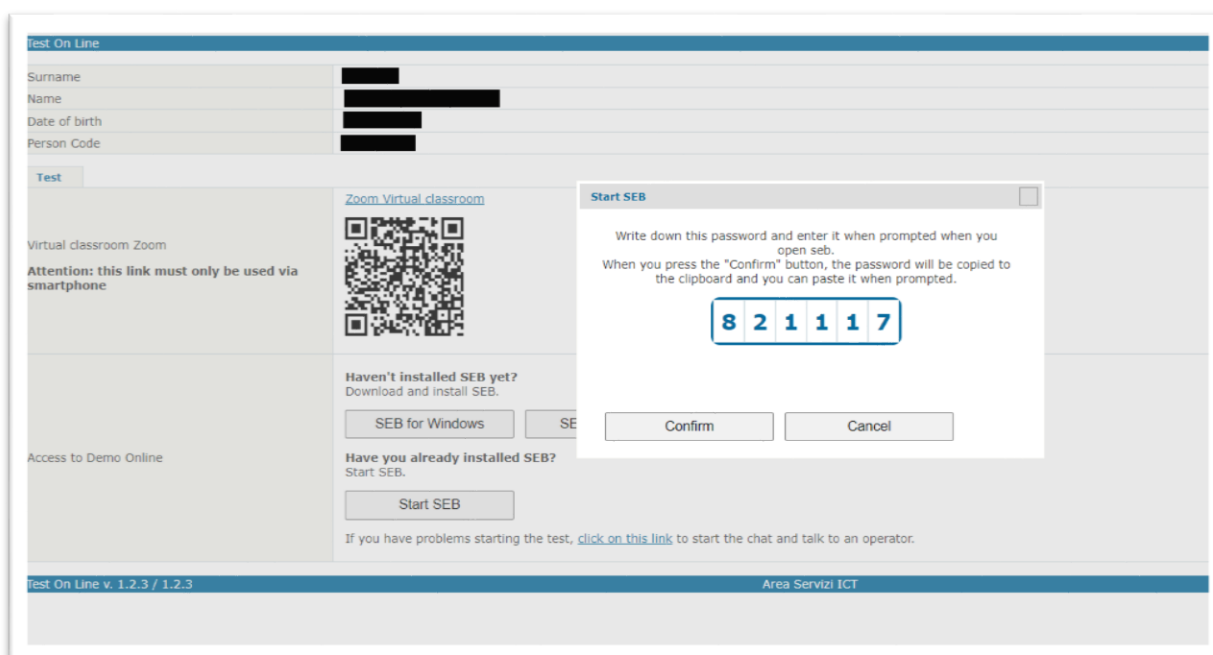 Test On Line
Surname
Name
Date of birth
Person Code
Test
Virtual classroom Zoom
Attention: this link must only be used via
smartphone
Zoom Virtual classroom
Start SEB
Write down this password and enter it when prompted when you
open seb.
When you press the "Confirm" button, the password will be copied to
the clipboard and you can paste it when prompted.
8 2 1 1 1 7
Confirm Cancel
Access to Demo Online
Haven't installed SEB yet?
Download and install SEB.
SEB for Windows SE
Have you already installed SEB?
Start SEB.
Start SEB
If you have problems starting the test, click on this link to start the chat and talk to an operator.
Test On Line v. 1.2.3 / 1.2.3 Area Servizi ICT